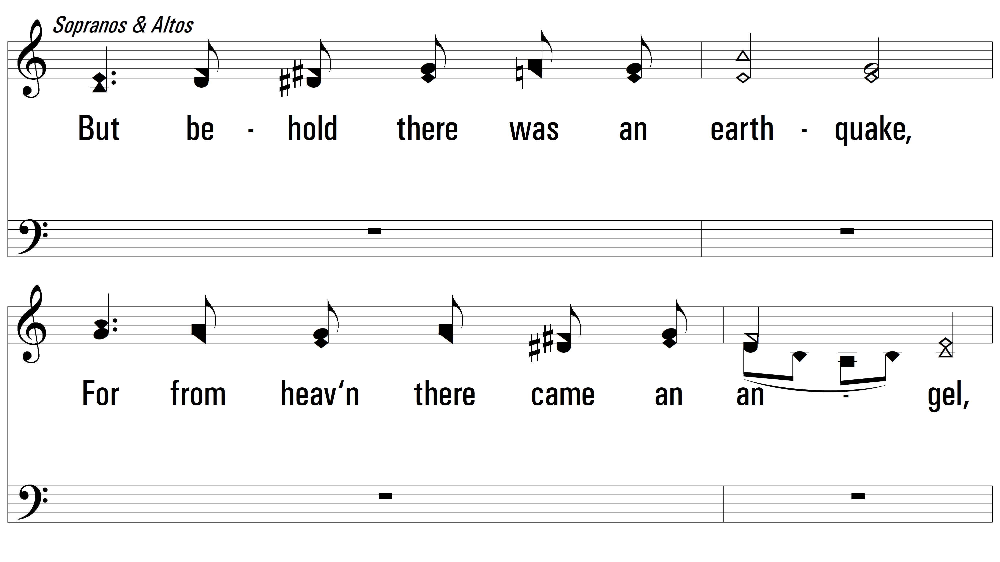 Sopranos & Altos
But be - hold there was an earth - quake,
For from heav‘n there came an an - gel,